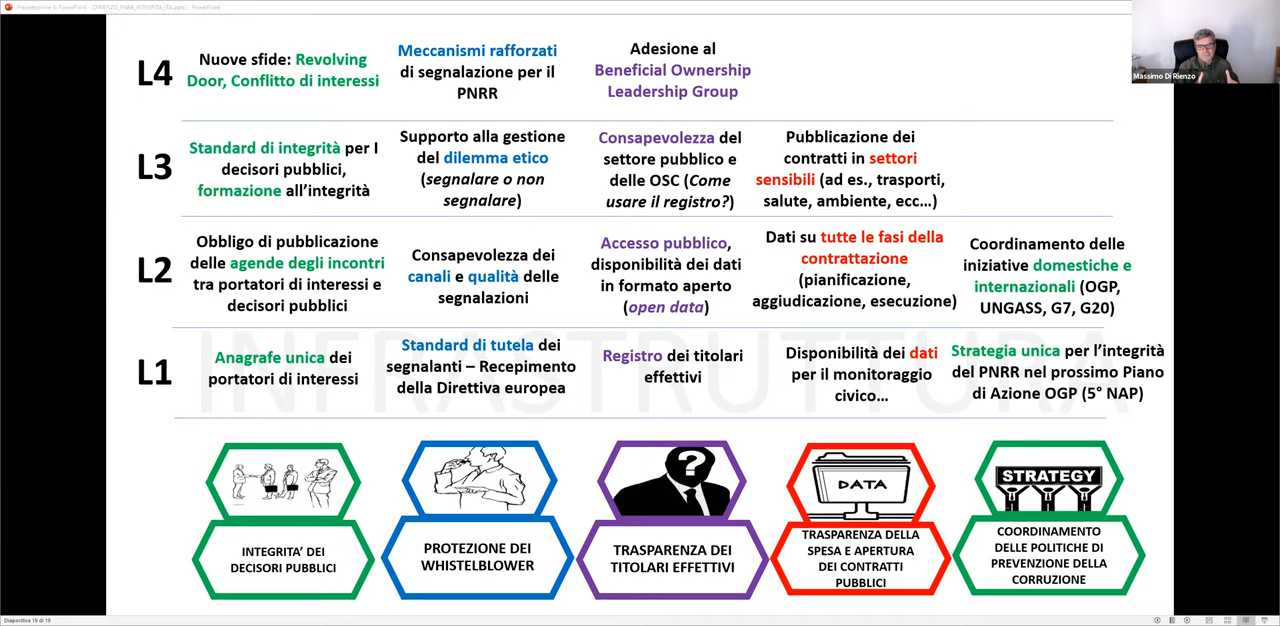 Presentazione di PowerPoint - [DIRIENZO_PNRR_INTEGRITA_ITA.pptx] - PowerPoint
Massimo Di Rienzo
L4
Nuove sfide: Revolving
Door, Conflitto di interessi
Meccanismi rafforzati
di segnalazione per il
PNRR
Adesione al
Beneficial Ownership
Leadership Group
L3
Standard di integrità per I
decisori pubblici,
formazione all'integrità
Supporto alla gestione
del dilemma etico
(segnalare o non
segnalare)
Consapevolezza del
settore pubblico e
delle OSC (Come
usare il registro?)
Pubblicazione dei
contratti in settori
sensibili (ad es., trasporti,
salute, ambiente, ecc...)
L2
Obbligo di pubblicazione
delle agende degli incontri
tra portatori di interessi e
decisori pubblici
Consapevolezza dei
canali e qualità delle
segnalazioni
Accesso pubblico,
disponibilità dei dati
in formato aperto
(open data)
Dati su tutte le fasi della
contrattazione
(pianificazione,
aggiudicazione, esecuzione)
Coordinamento delle
iniziative domestiche e
internazionali (OGP,
UNGASS, G7, G20)
INFRASTRUTTURA
L1
Anagrafe unica dei
portatori di interessi
Standard di tutela dei
segnalanti – Recepimento
della Direttiva europea
Registro dei titolari
effettivi
Disponibilità dei dati
per il monitoraggio
civico...
Strategia unica per l'integrità
del PNRR nel prossimo Piano
di Azione OGP (5° NAP)
?
DATA
STRATEGY
INTEGRITA' DEI
DECISORI PUBBLICI
PROTEZIONE DEI
WHISTELBLOWER
TRASPARENZA DEI
TITOLARI EFFETTIVI
TRASPARENZA DELLA
SPESA E APERTURA
DEI CONTRATTI
PUBBLICI
COORDINAMENTO
DELLE POLITICHE DI
PREVENZIONE DELLA
CORRUZIONE
Diapositiva 19 di 19